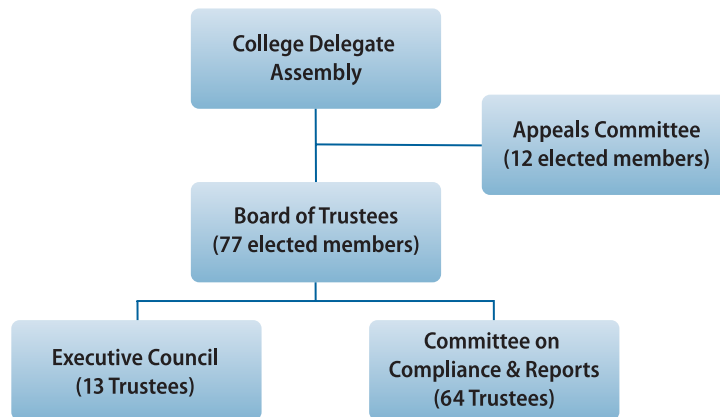 College Delegate
Assembly
Appeals Committee
(12 elected members)
Board of Trustees
(77 elected members)
Executive Council
(13 Trustees)
Committee on
Compliance & Reports
(64 Trustees)